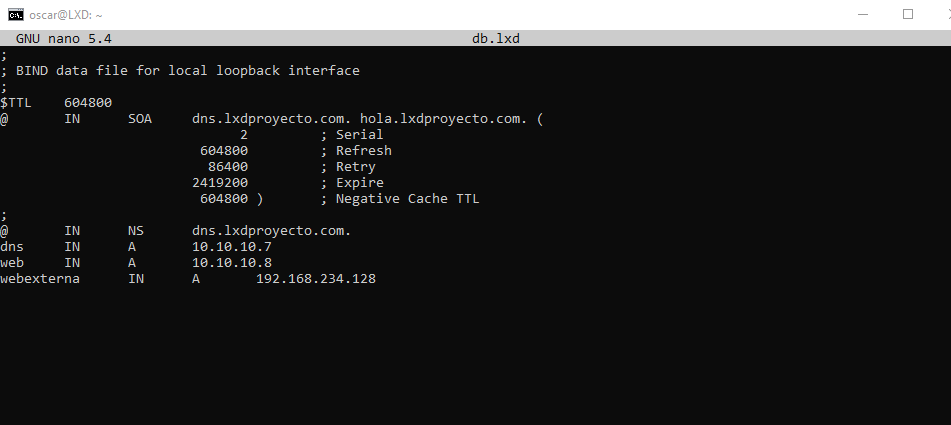 oscar@LXD: ~
GNU nano 5.4 db.lxd
;
; BIND data file for local loopback interface
;
$TTL 604800
@ IN SOA dns.lxdproyecto.com. hola.lxdproyecto.com. (
2 ; Serial
604800 ; Refresh
86400 ; Retry
2419200 ; Expire
604800 ) ; Negative Cache TTL
;
@ IN NS dns.lxdproyecto.com.
dns IN A 10.10.10.7
web IN A 10.10.10.8
webexterna IN A 192.168.234.128